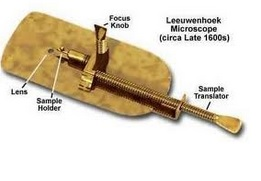 Focus
Knob
Leeuwenhoek
Microscope
(circa Late 1600s)
Lens
Sample
Holder
Sample
Translator